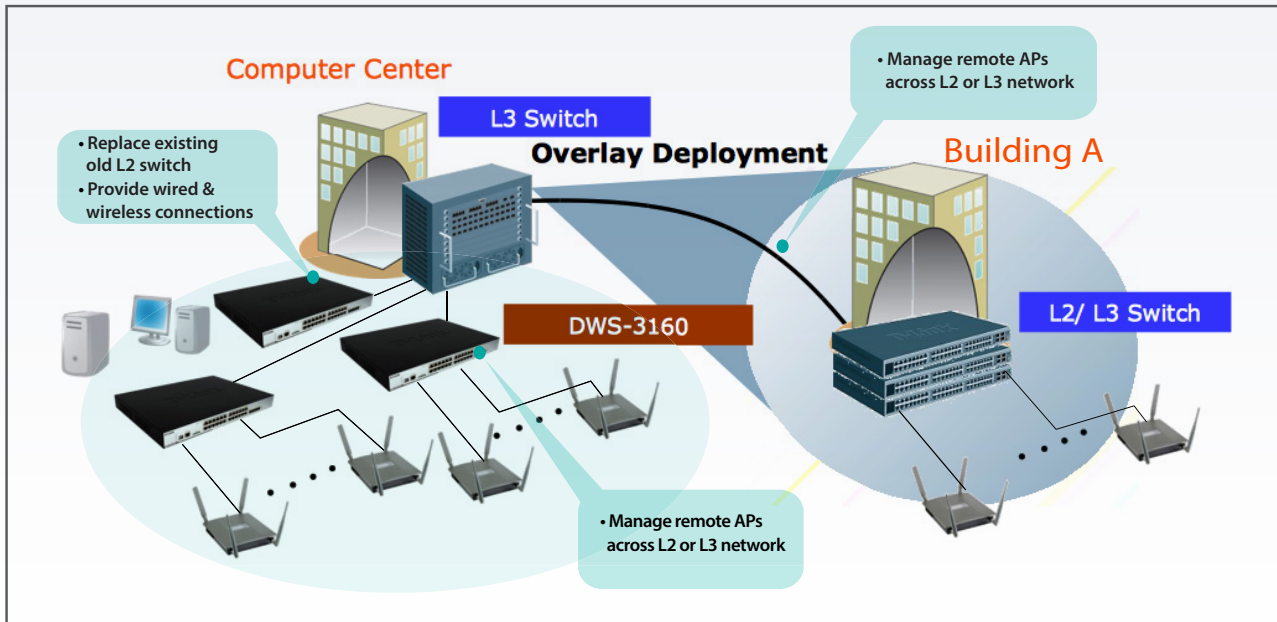 Computer Center
L3 Switch
• Manage remote APs
across L2 or L3 network
• Replace existing
old L2 switch
• Provide wired &
wireless connections
Overlay Deployment
Building A
DWS-3160
L2/ L3 Switch
D-Link
• Manage remote APs
across L2 or L3 network